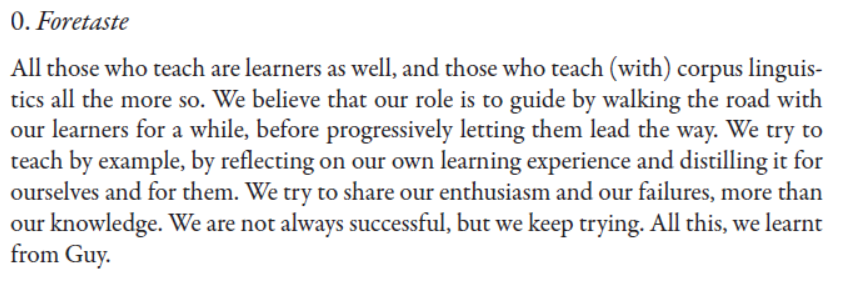 0. Foretaste
All those who teach are learners as well, and those who teach (with) corpus linguis-
tics all the more so. We believe that our role is to guide by walking the road with
our learners for a while, before progressively letting them lead the way. We try to
teach by example, by reflecting on our own learning experience and distilling it for
ourselves and for them. We try to share our enthusiasm and our failures, more than
our knowledge. We are not always successful, but we keep trying. All this, we learnt
from Guy.